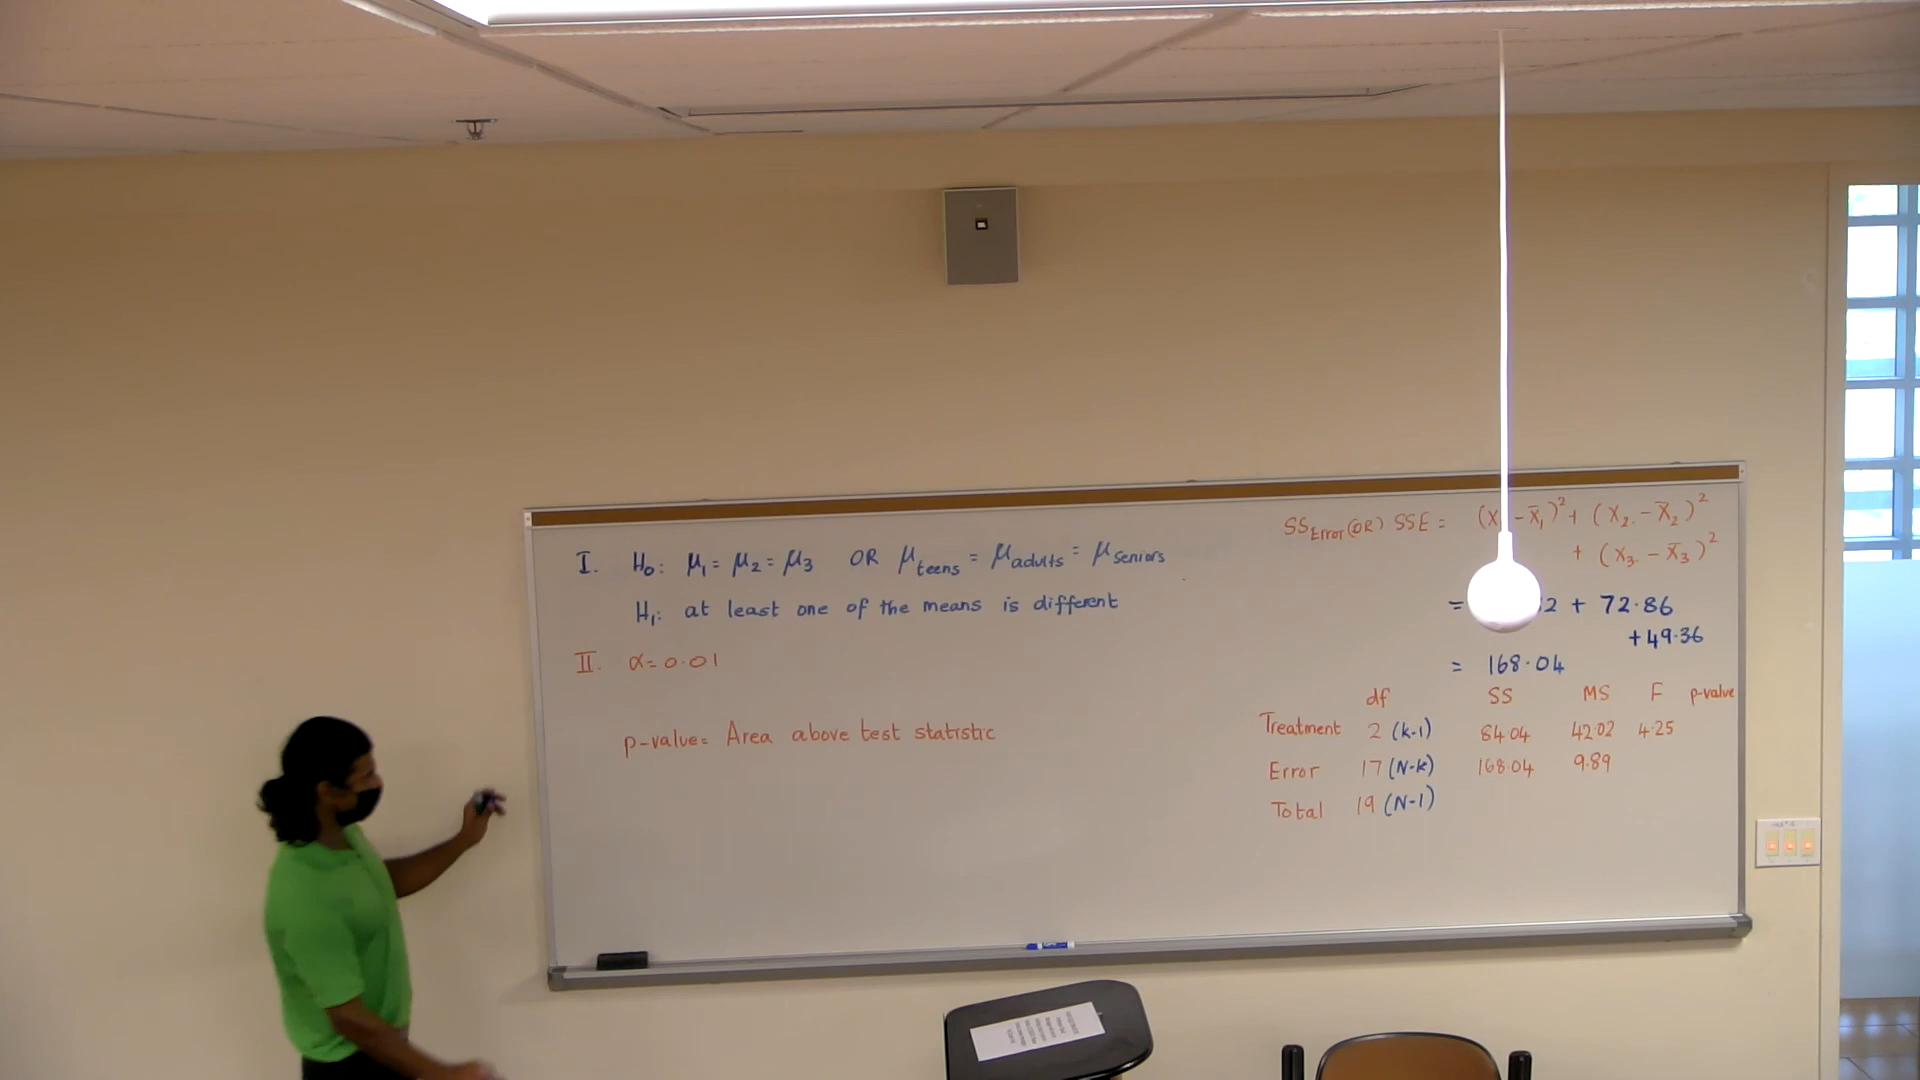 I. H₀: μ₁ = μ₂ = μ₃ OR μteens = μadults = μseniors
H₁: at least one of the means is different
II. α = 0.01
p-value = Area above test statistic
SSError (OR) SSE = (X - X̄₁)² + (X₂. - X̄₂)²
+ (X₃. - X̄₃)²
= 2 + 72.86
+ 49.36
= 168.04
df SS MS F p-value
Treatment 2 (k-1) 84.04 42.02 4.25
Error 17 (N-k) 168.04 9.89
Total 19 (N-1)